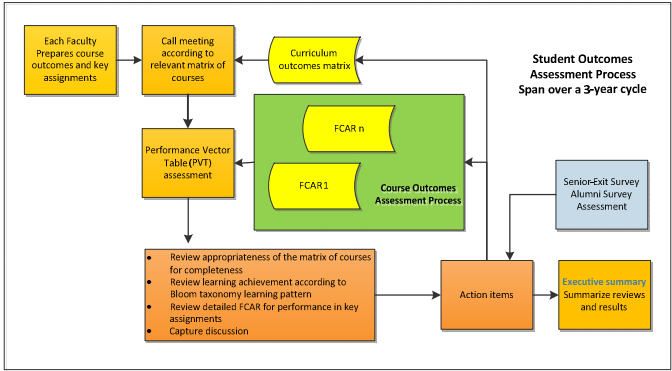 Each Faculty
Prepares course
outcomes and key
assignments
Call meeting
according to
relevant matrix of
courses
Curriculum
outcomes matrix
Student Outcomes
Assessment Process
Span over a 3-year cycle
Performance Vector
Table (PVT)
assessment
FCAR n
FCAR 1
Course Outcomes
Assessment Process
Senior-Exit Survey
Alumni Survey
Assessment
• Review appropriateness of the matrix of courses
for completeness
• Review learning achievement according to
Bloom taxonomy learning pattern
• Review detailed FCAR for performance in key
assignments
• Capture discussion
Action items
Executive summary
Summarize reviews
and results